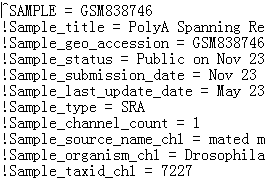 ^SAMPLE = GSM838746
!Sample_title = PolyA Spanning Re
!Sample_geo_accession = GSM838746
!Sample_status = Public on Nov 23
!Sample_submission_date = Nov 23
!Sample_last_update_date = May 23
!Sample_type = SRA
!Sample_channel_count = 1
!Sample_source_name_ch1 = mated m
!Sample_organism_ch1 = Drosophila
!Sample_taxid_ch1 = 7227